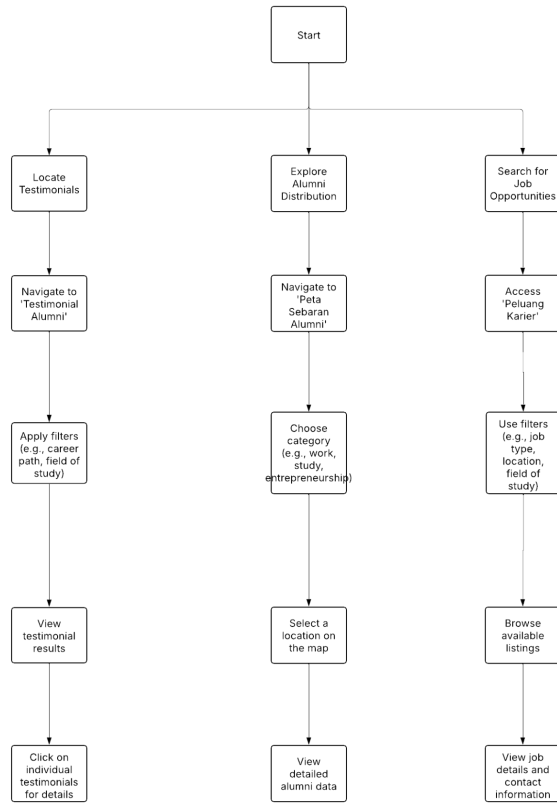 Start
Locate
Testimonials
Explore
Alumni
Distribution
Search for
Job
Opportunities
Navigate to
'Testimonial
Alumni'
Navigate to
'Peta
Sebaran
Alumni'
Access
'Peluang
Karier'
Apply filters
(e.g., career
path, field of
study)
Choose
category
(e.g., work,
study,
entrepreneurship)
Use filters
(e.g., job
type,
location,
field of
study)
View
testimonial
results
Select a
location on
the map
Browse
available
listings
Click on
individual
testimonials
for details
View
detailed
alumni data
View job
details and
contact
information